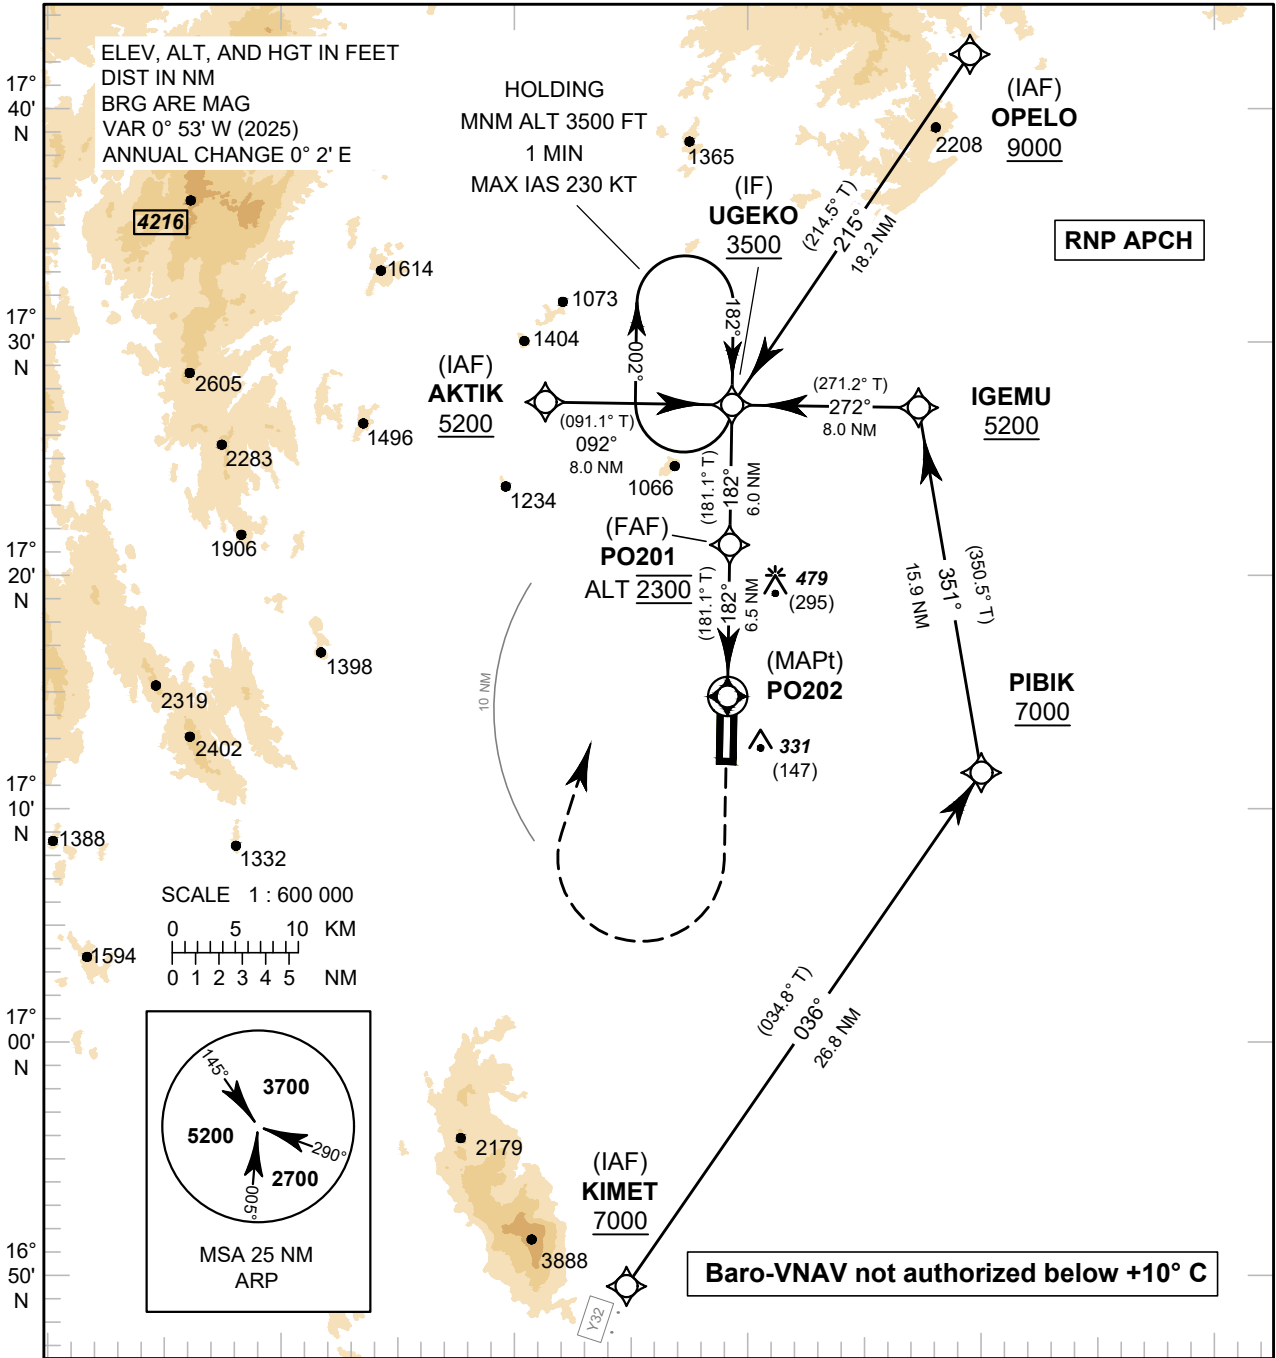 ELEV, ALT, AND HGT IN FEET
DIST IN NM
BRG ARE MAG
VAR 0° 53' W (2025)
ANNUAL CHANGE 0° 2' E
17°
40'
N
HOLDING
MNM ALT 3500 FT
1 MIN
MAX IAS 230 KT
1365
(IAF)
OPELO
9000
2208
4216
(IF)
UGEKO
3500
(214.5° T)
215°
18.2 NM
RNP APCH
1614
1073
17°
30'
N
1404
182°
002°
2605
(IAF)
AKTIK
5200
(091.1° T)
092°
8.0 NM
(271.2° T)
272°
8.0 NM
IGEMU
5200
1496
2283
1066
1234
(181.1° T)
182°
6.0 NM
1906
17°
20'
N
(FAF)
PO201
ALT 2300
479
(295)
(181.1° T)
182°
6.5 NM
(350.5° T)
351°
15.9 NM
1398
(MAPt)
PO202
2319
10 NM
PIBIK
7000
2402
331
(147)
17°
10'
N
1388
1332
SCALE 1 : 600 000
0 5 10 KM
0 1 2 3 4 5 NM
1594
(034.8° T)
036°
26.8 NM
17°
00'
N
145°
3700
5200
290°
2700
005°
MSA 25 NM
ARP
2179
(IAF)
KIMET
7000
3888
16°
50'
N
Y32
Baro-VNAV not authorized below +10° C